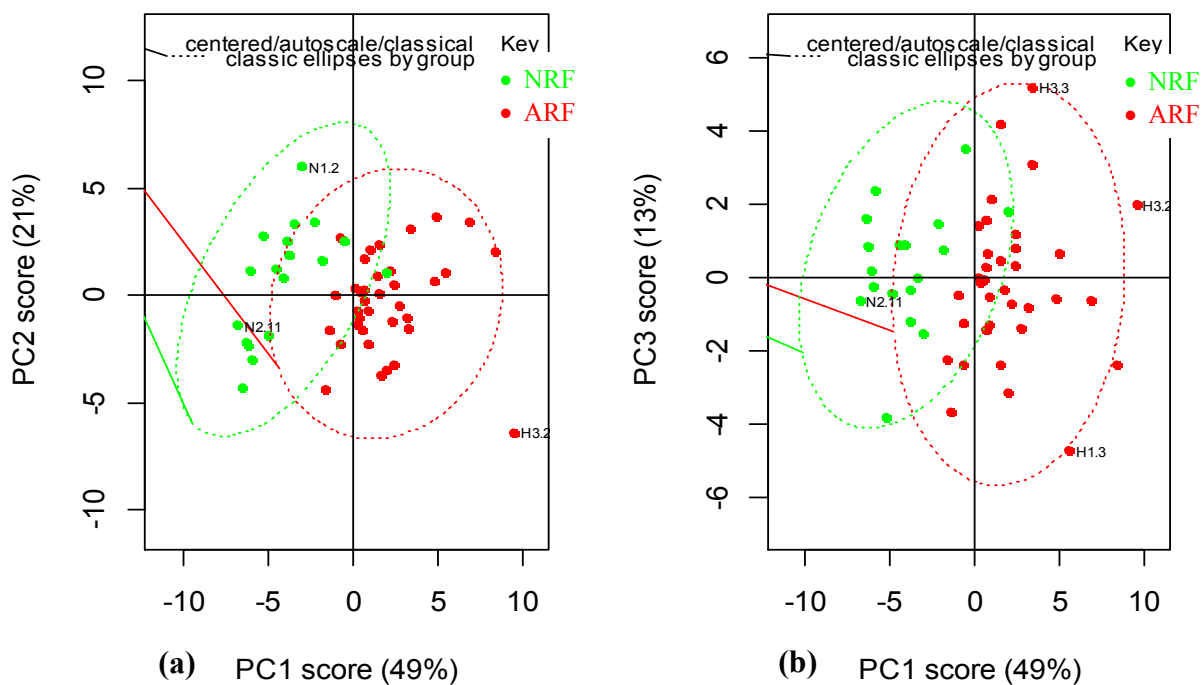 centered/autoscale/classical Key
classic ellipses by group
NRF
ARF
10
5
0
-5
-10
PC2 score (21%)
N1.2
N2.11
H3.2
-10 -5 0 5 10
(a) PC1 score (49%)
centered/autoscale/classical Key
classic ellipses by group
NRF
ARF
6
4
2
0
-2
-4
-6
PC3 score (13%)
H3.3
H3.2
N2.11
H1.3
-10 -5 0 5 10
(b) PC1 score (49%)